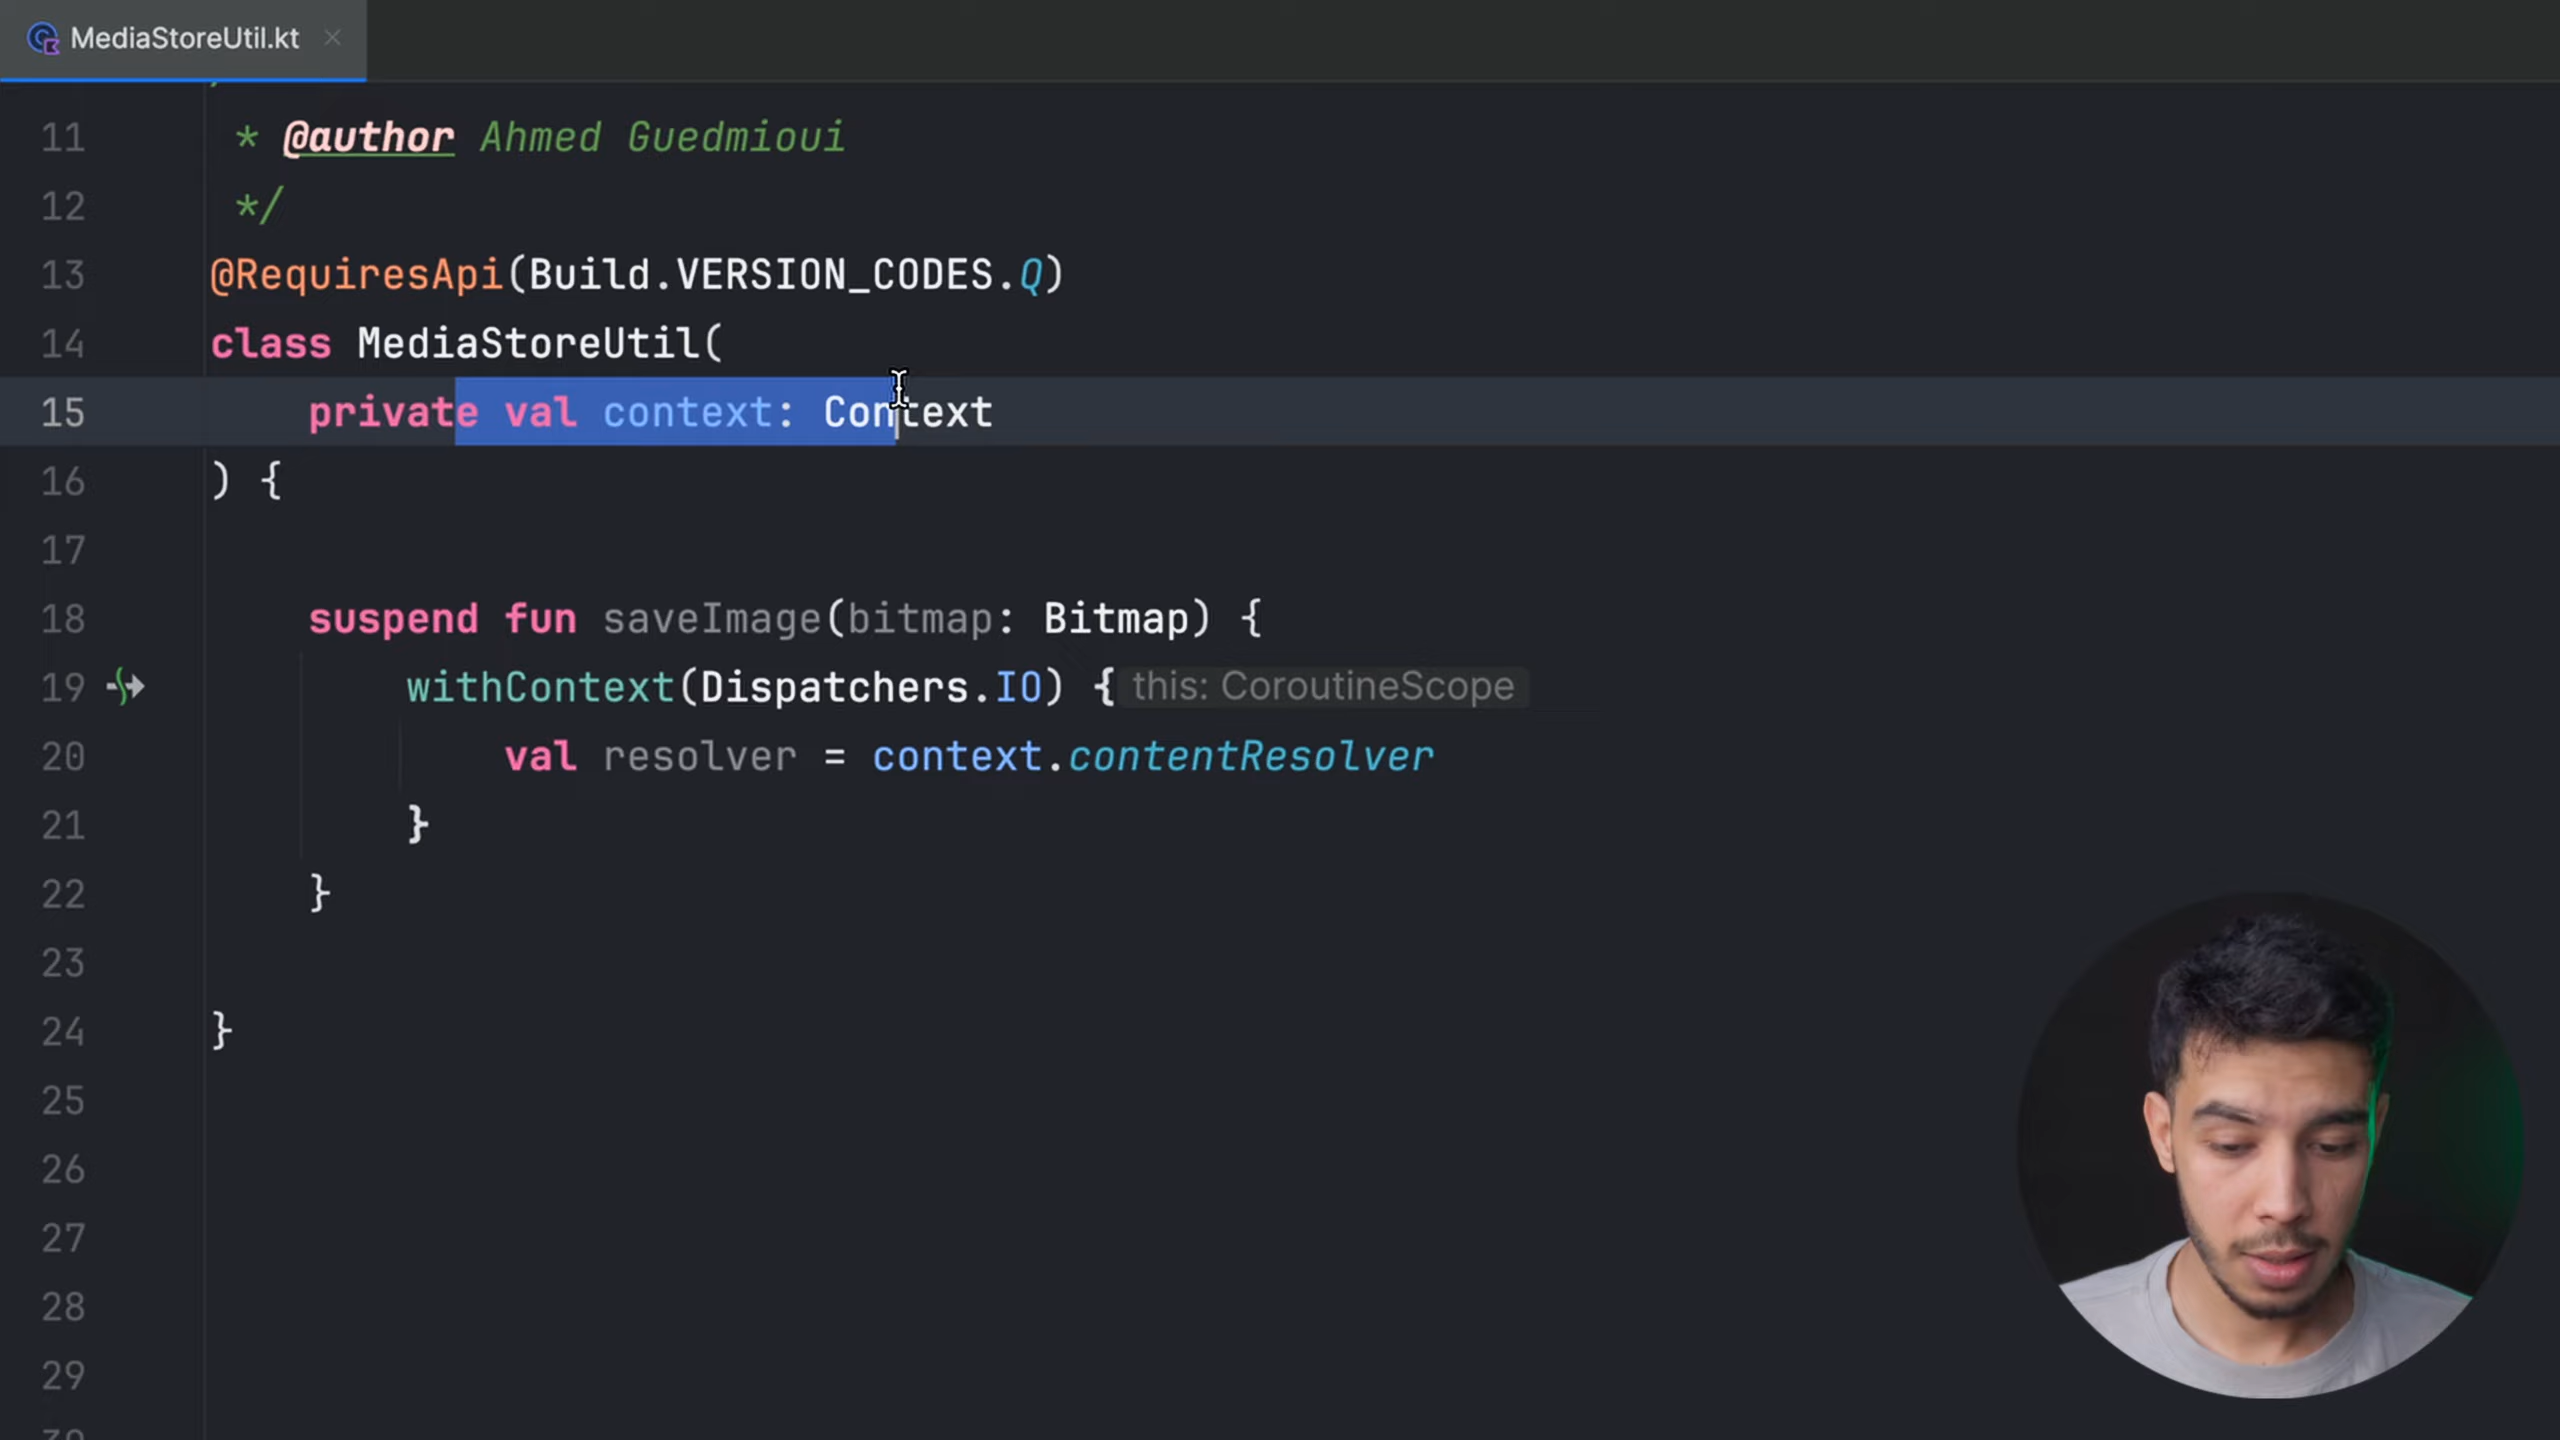 MediaStoreUtil.kt
11 * @author Ahmed Guedmioui
12 */
13 @RequiresApi(Build.VERSION_CODES.Q)
14 class MediaStoreUtil(
15 private val context: Context
16 ) {
17
18 suspend fun saveImage(bitmap: Bitmap) {
19 withContext(Dispatchers.IO) { this: CoroutineScope
20 val resolver = context.contentResolver
21 }
22 }
23
24 }
25
26
27
28
29
30